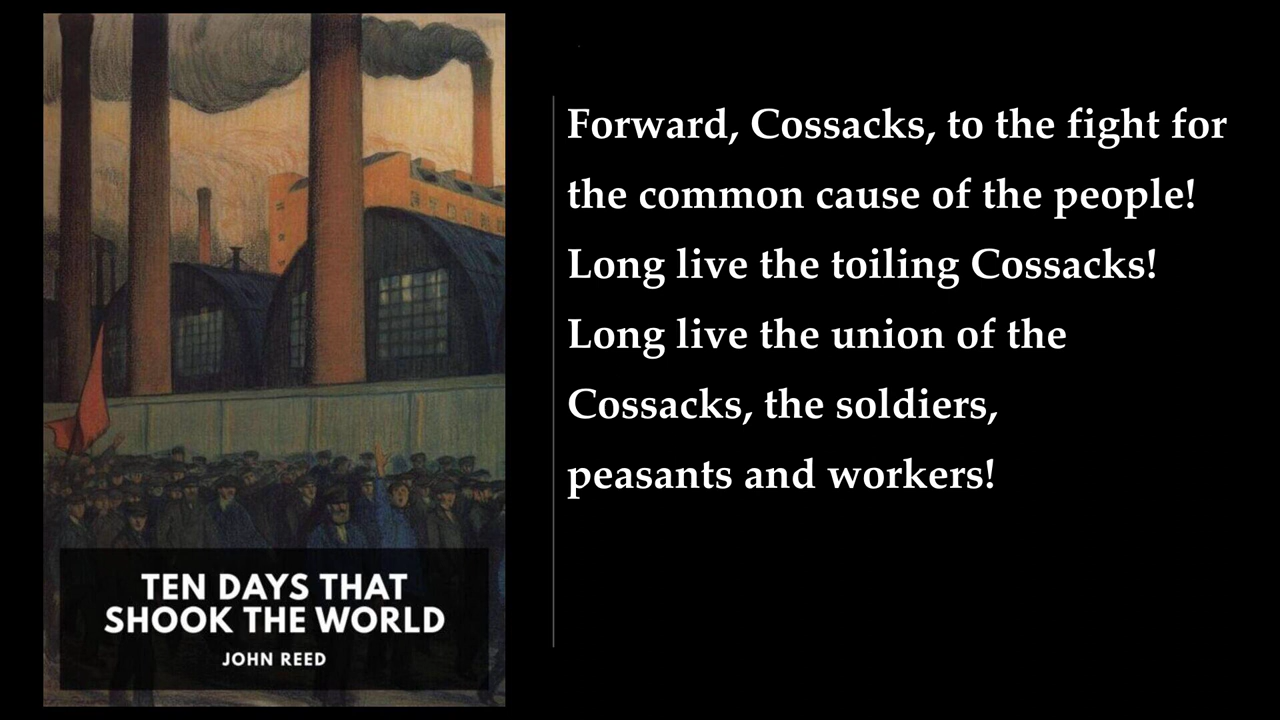 Forward, Cossacks, to the fight for
the common cause of the people!
Long live the toiling Cossacks!
Long live the union of the
Cossacks, the soldiers,
peasants and workers!
TEN DAYS THAT
SHOOK THE WORLD
JOHN REED